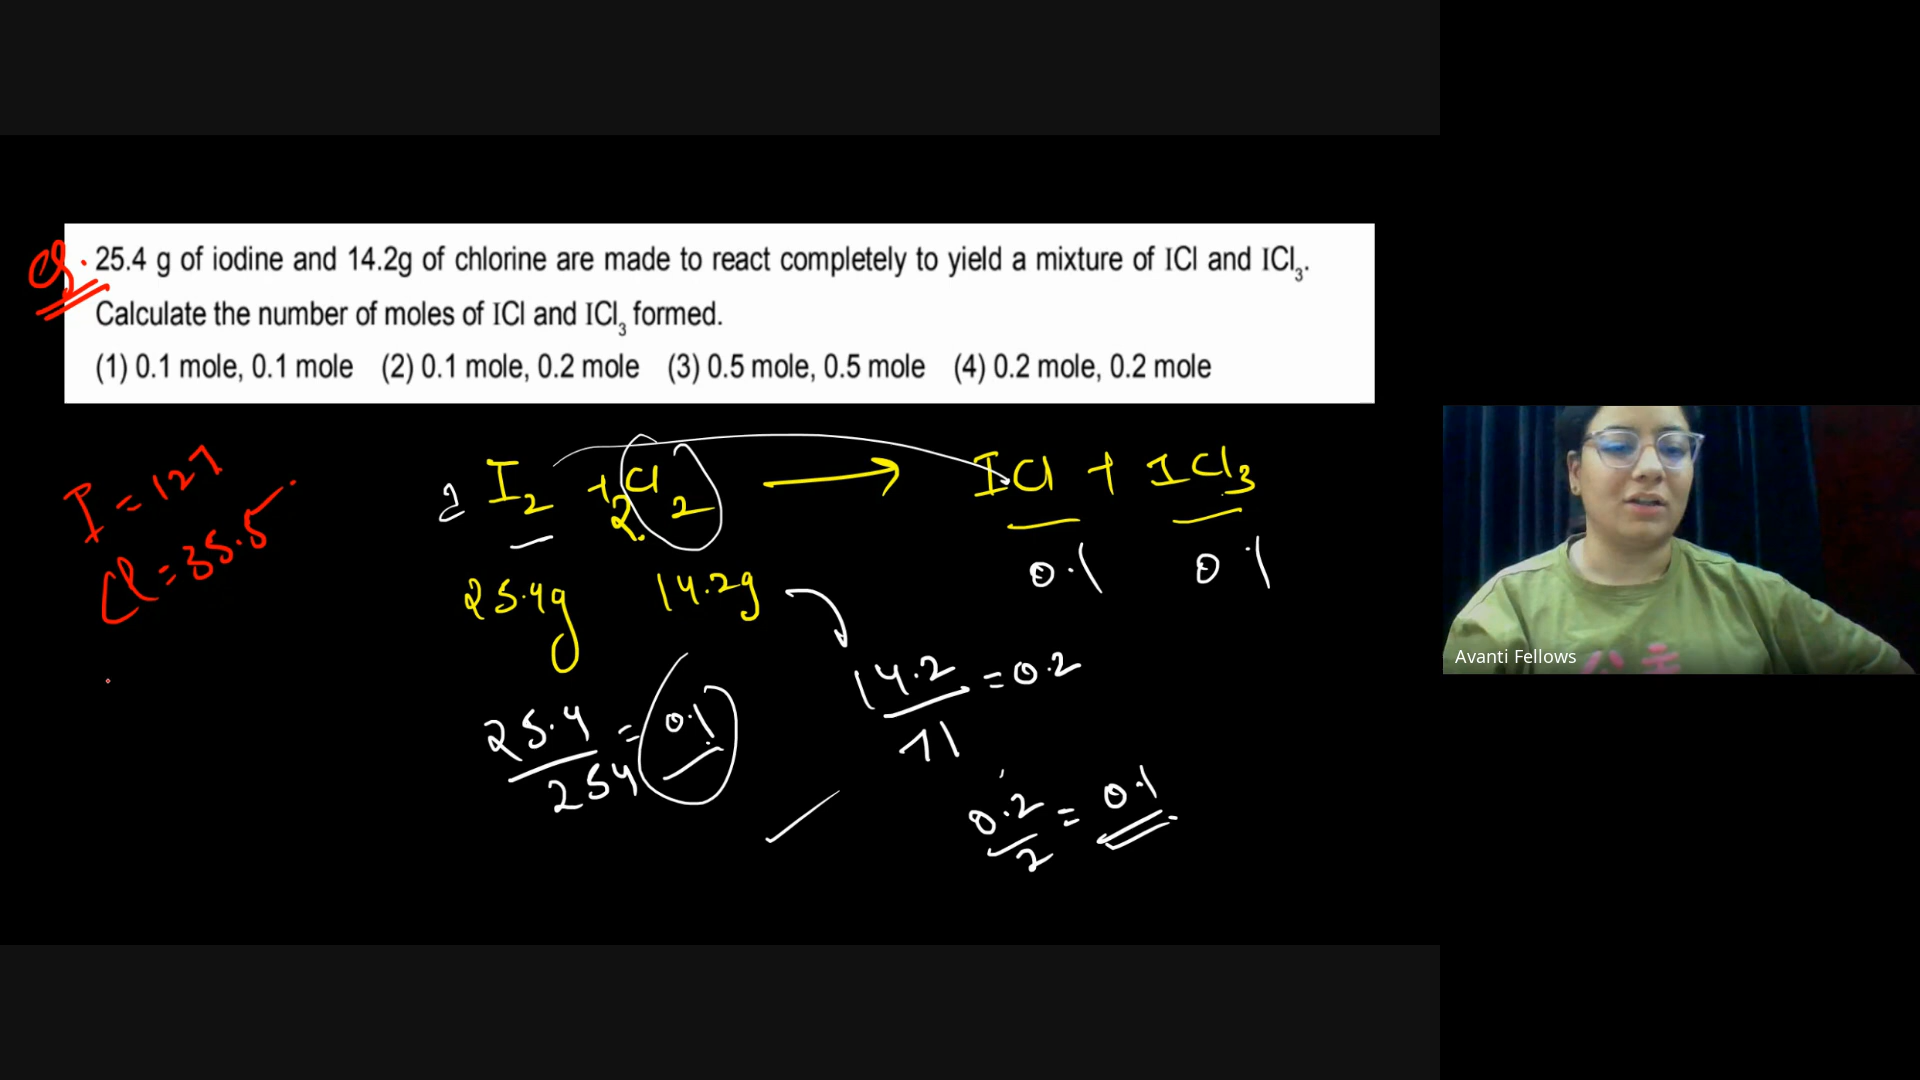 Q. 25.4 g of iodine and 14.2g of chlorine are made to react completely to yield a mixture of ICl and ICl₃.
Calculate the number of moles of ICl and ICl₃ formed.
(1) 0.1 mole, 0.1 mole (2) 0.1 mole, 0.2 mole (3) 0.5 mole, 0.5 mole (4) 0.2 mole, 0.2 mole
I = 127
Cl = 35.5
I₂ + 2Cl₂ → ICl + ICl₃
25.4g 14.2g 0.1 0.1
14.2/71 = 0.2
25.4/254 = 0.1
0.2/2 = 0.1
Avanti Fellows